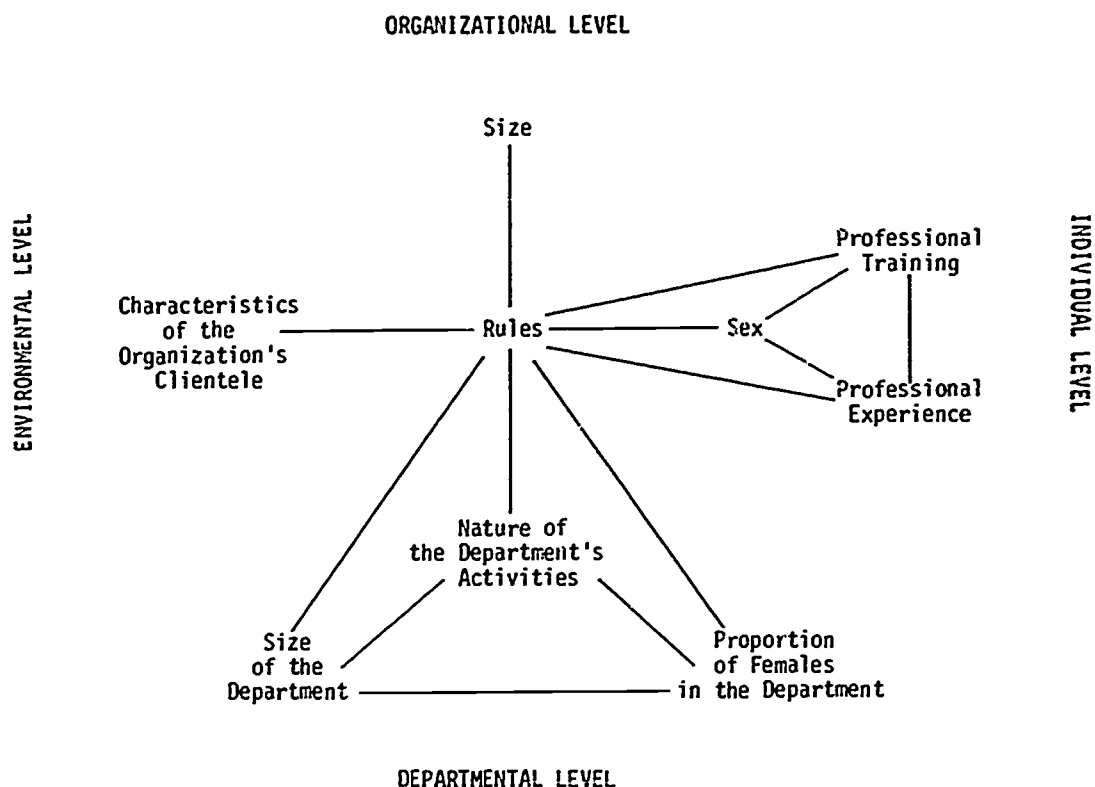 ORGANIZATIONAL LEVEL
Size
ENVIRONMENTAL LEVEL
INDIVIDUAL LEVEL
Professional
Training
Characteristics
of the
Organization's
Clientele
Rules
Sex
Professional
Experience
Nature of
the Department's
Activities
Size
of the
Department
Proportion
of Females
in the Department
DEPARTMENTAL LEVEL